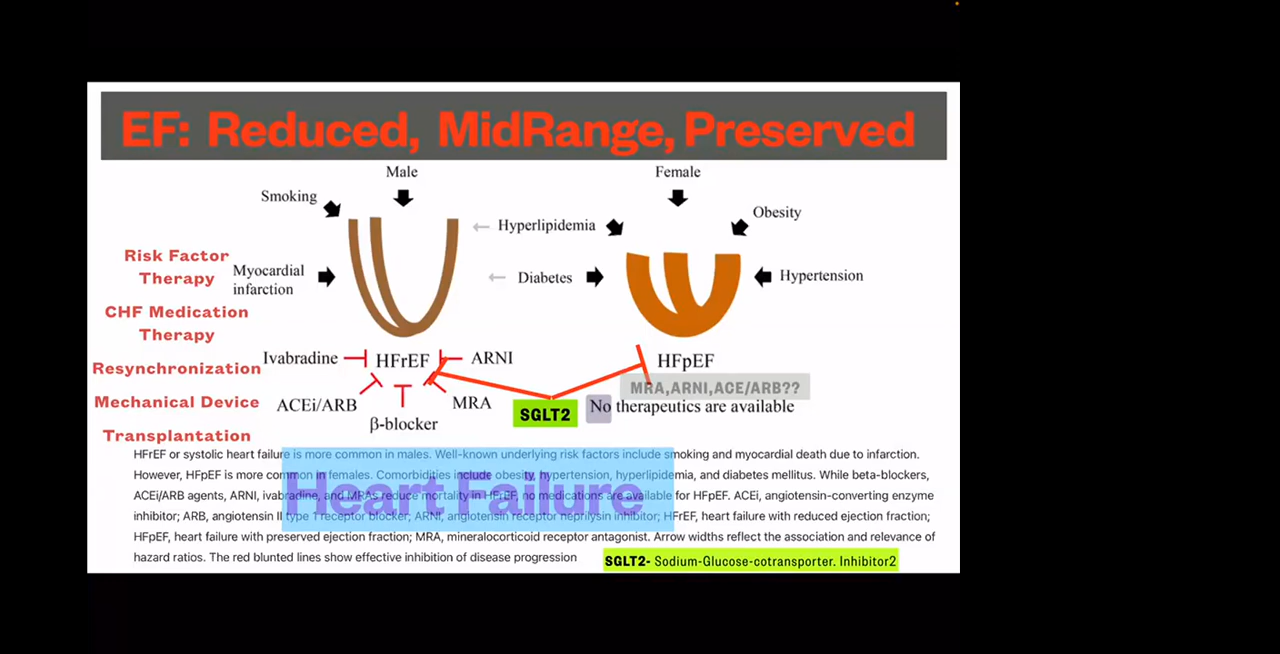 EF: Reduced, MidRange, Preserved
Male
Female
Smoking
Hyperlipidemia
Obesity
Risk Factor
Therapy
Myocardial
infarction
Diabetes
Hypertension
CHF Medication
Therapy
Resynchronization
Ivabradine
HFrEF
ARNI
HFpEF
MRA,ARNI,ACE/ARB??
Mechanical Device
ACEi/ARB
MRA
SGLT2
No therapeutics are available
β-blocker
Transplantation
HFrEF or systolic heart failure is more common in males. Well-known underlying risk factors include smoking and myocardial death due to infarction.
However, HFpEF is more common in females. Comorbidities include obesity, hypertension, hyperlipidemia, and diabetes mellitus. While beta-blockers,
ACEi/ARB agents, ARNI, ivabradine, and MRAs reduce mortality in HFrEF, no medications are available for HFpEF. ACEi, angiotensin-converting enzyme
Heart Failure
inhibitor; ARB, angiotensin II type 1 receptor blocker; ARNI, angiotensin receptor neprilysin inhibitor; HFrEF, heart failure with reduced ejection fraction;
HFpEF, heart failure with preserved ejection fraction; MRA, mineralocorticoid receptor antagonist. Arrow widths reflect the association and relevance of
hazard ratios. The red blunted lines show effective inhibition of disease progression
SGLT2- Sodium-Glucose-cotransporter. Inhibitor2